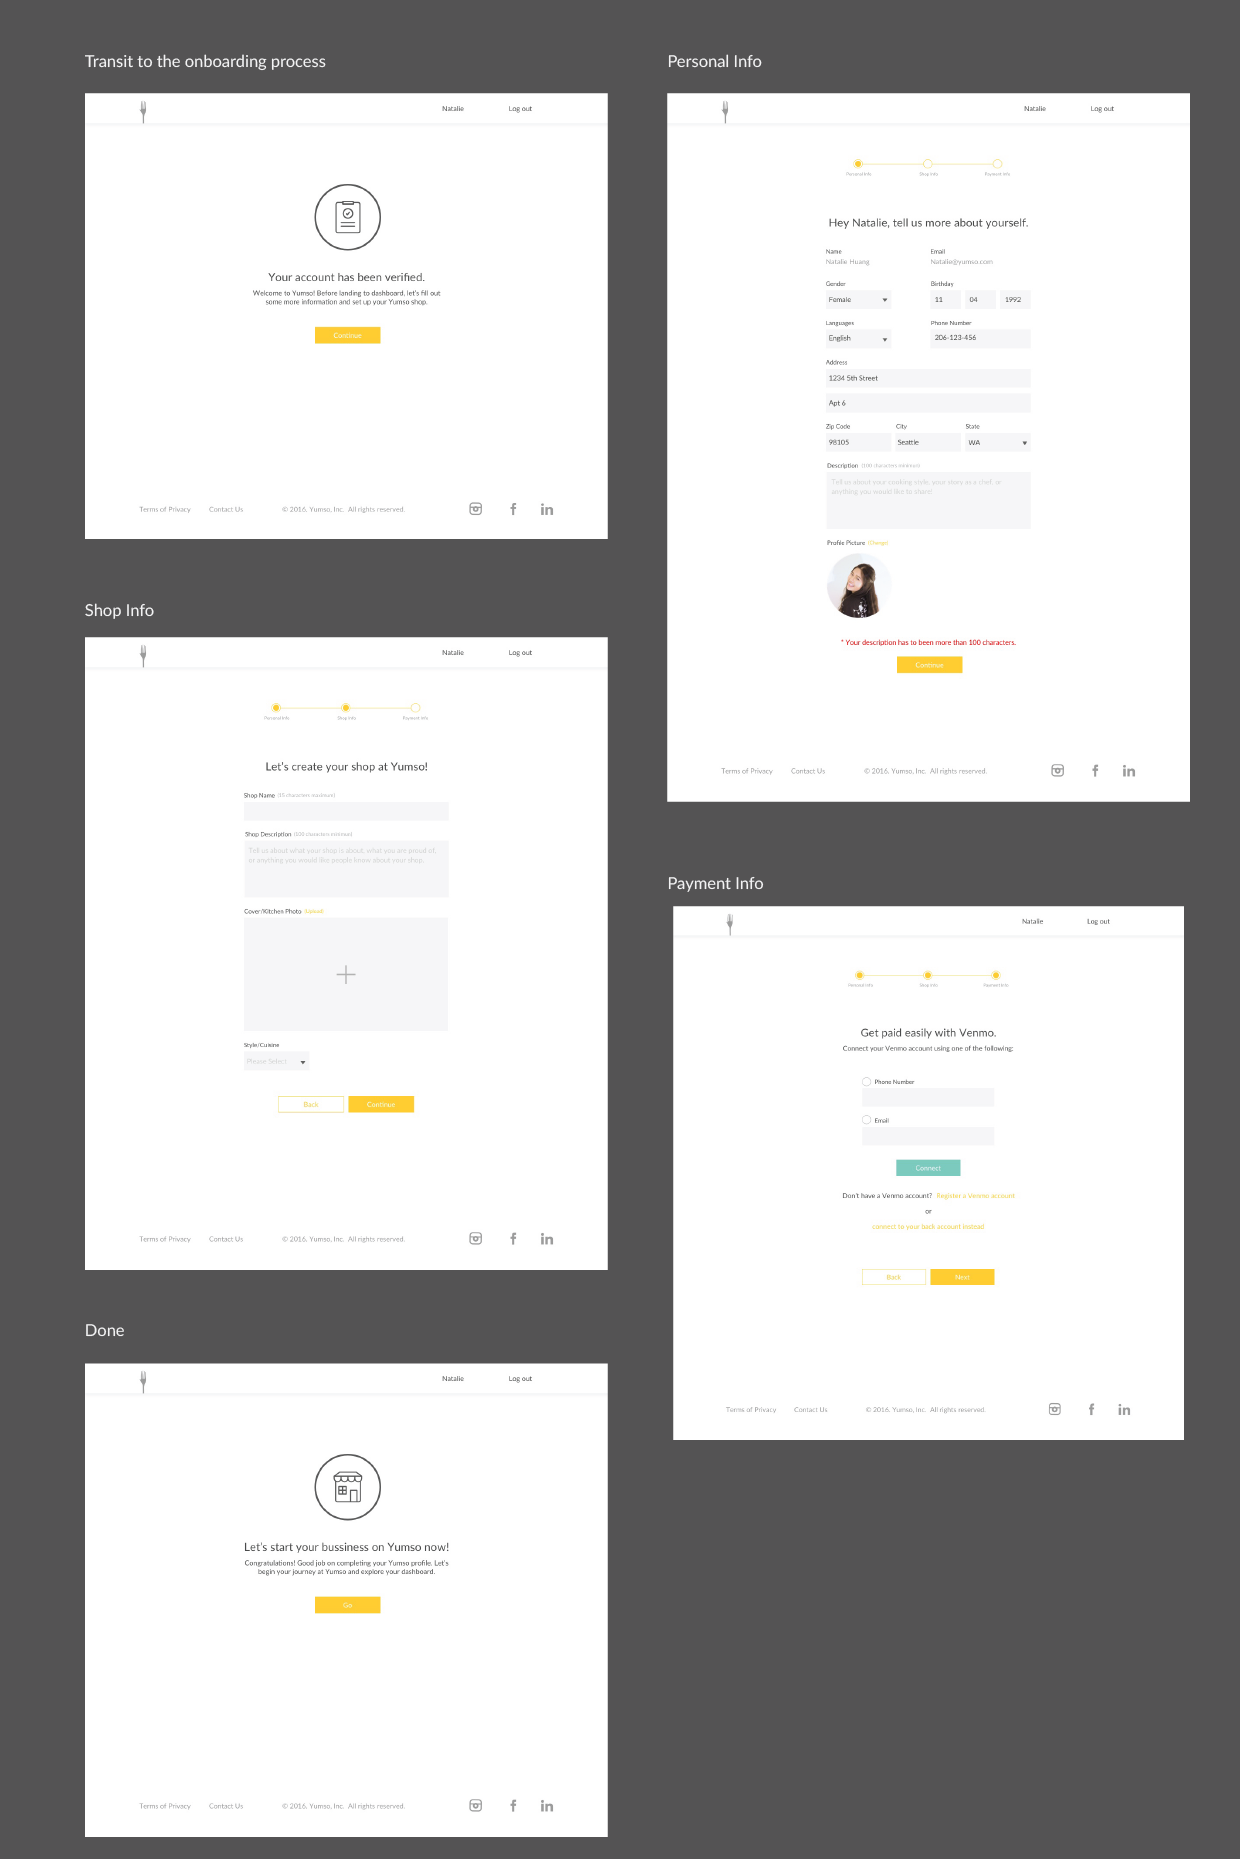 Transit to the onboarding process
Natalie
Log out
Your account has been verified.
Welcome to Yumso! Before landing to dashboard, let's fill out
some more information and set up your Yumso shop.
Continue
Terms of Privacy
Contact Us
© 2016, Yumso, Inc. All rights reserved.
Personal Info
Natalie
Log out
Personal Info
Shop Info
Payment Info
Hey Natalie, tell us more about yourself.
Name
Email
Natalie Huang
Natalie@yumso.com
Gender
Birthday
Female
11
04
1992
Languages
Phone Number
English
206-123-456
Address
1234 5th Street
Apt 6
Zip Code
City
State
98105
Seattle
WA
Description (100 characters minimum)
Tell us about your cooking style, your story as a chef, or
anything you would like to share!
Profile Picture (Change)
* Your description has to been more than 100 characters.
Continue
Terms of Privacy
Contact Us
© 2016, Yumso, Inc. All rights reserved.
Shop Info
Natalie
Log out
Personal Info
Shop Info
Payment Info
Let's create your shop at Yumso!
Shop Name (15 characters maximum)
Shop Description (100 characters minimum)
Tell us about what your shop is about, what you are proud of,
or anything you would like people know about your shop.
Cover/Kitchen Photo
Style/Cuisine
Please Select
Back
Continue
Terms of Privacy
Contact Us
© 2016, Yumso, Inc. All rights reserved.
Payment Info
Natalie
Log out
Personal Info
Shop Info
Payment Info
Get paid easily with Venmo.
Connect your Venmo account using one of the following:
Phone Number
Email
Connect
Don't have a Venmo account? Register a Venmo account
or
connect to your back account instead
Back
Next
Terms of Privacy
Contact Us
© 2016, Yumso, Inc. All rights reserved.
Done
Natalie
Log out
Let's start your bussiness on Yumso now!
Congratulations! Good job on completing your Yumso profile. Let's
begin your journey at Yumso and explore your dashboard.
Go
Terms of Privacy
Contact Us
© 2016, Yumso, Inc. All rights reserved.